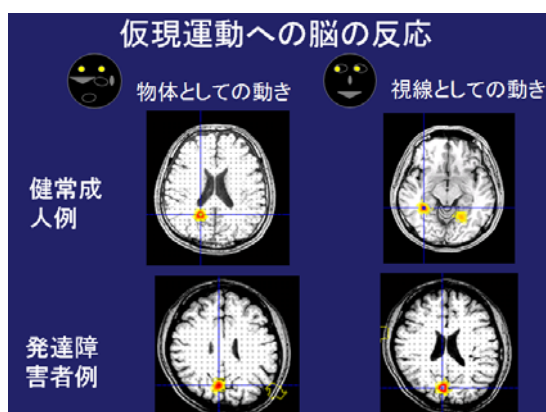 仮現運動への脳の反応
物体としての動き
視線としての動き
健常成
人例
発達障
害者例